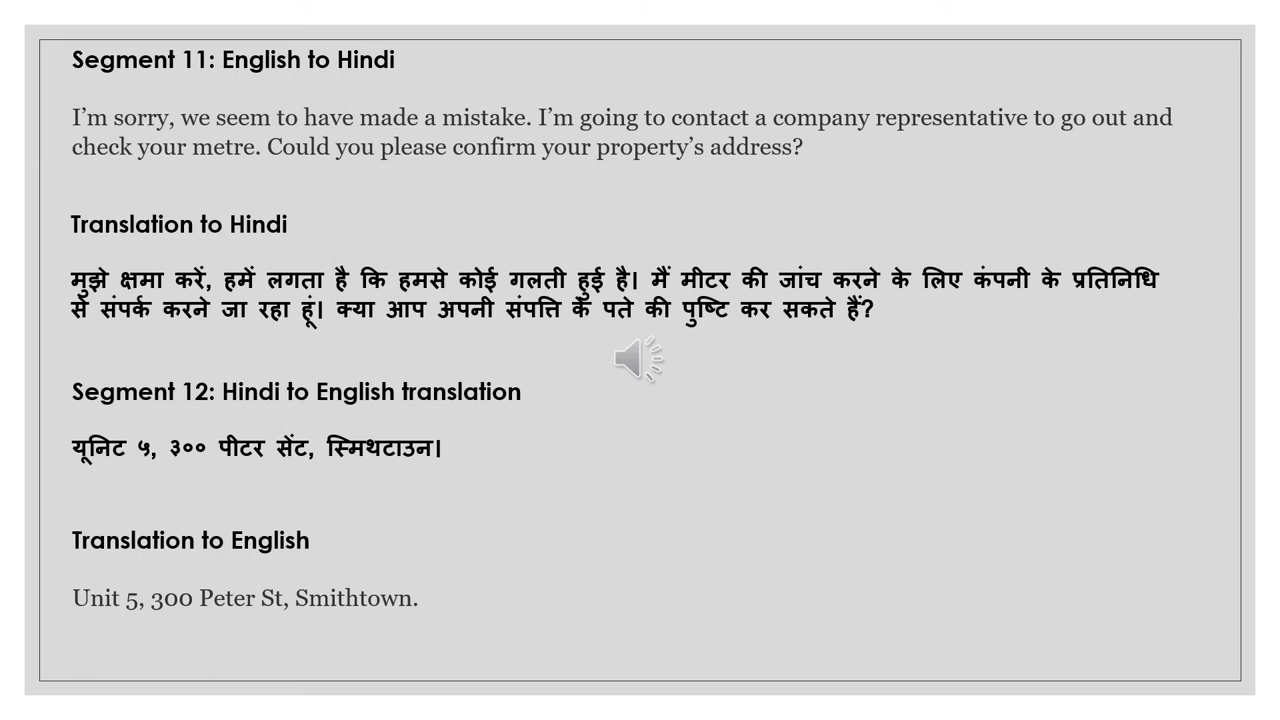 Segment 11: English to Hindi
I’m sorry, we seem to have made a mistake. I’m going to contact a company representative to go out and
check your metre. Could you please confirm your property’s address?
Translation to Hindi
मुझे क्षमा करें, हमें लगता है कि हमसे कोई गलती हुई है। मैं मीटर की जांच करने के लिए कंपनी के प्रतिनिधि
से संपर्क करने जा रहा हूं। क्या आप अपनी संपत्ति के पते की पुष्टि कर सकते हैं?
Segment 12: Hindi to English translation
यूनिट ५, ३०० पीटर सेंट, स्मिथटाउन।
Translation to English
Unit 5, 300 Peter St, Smithtown.